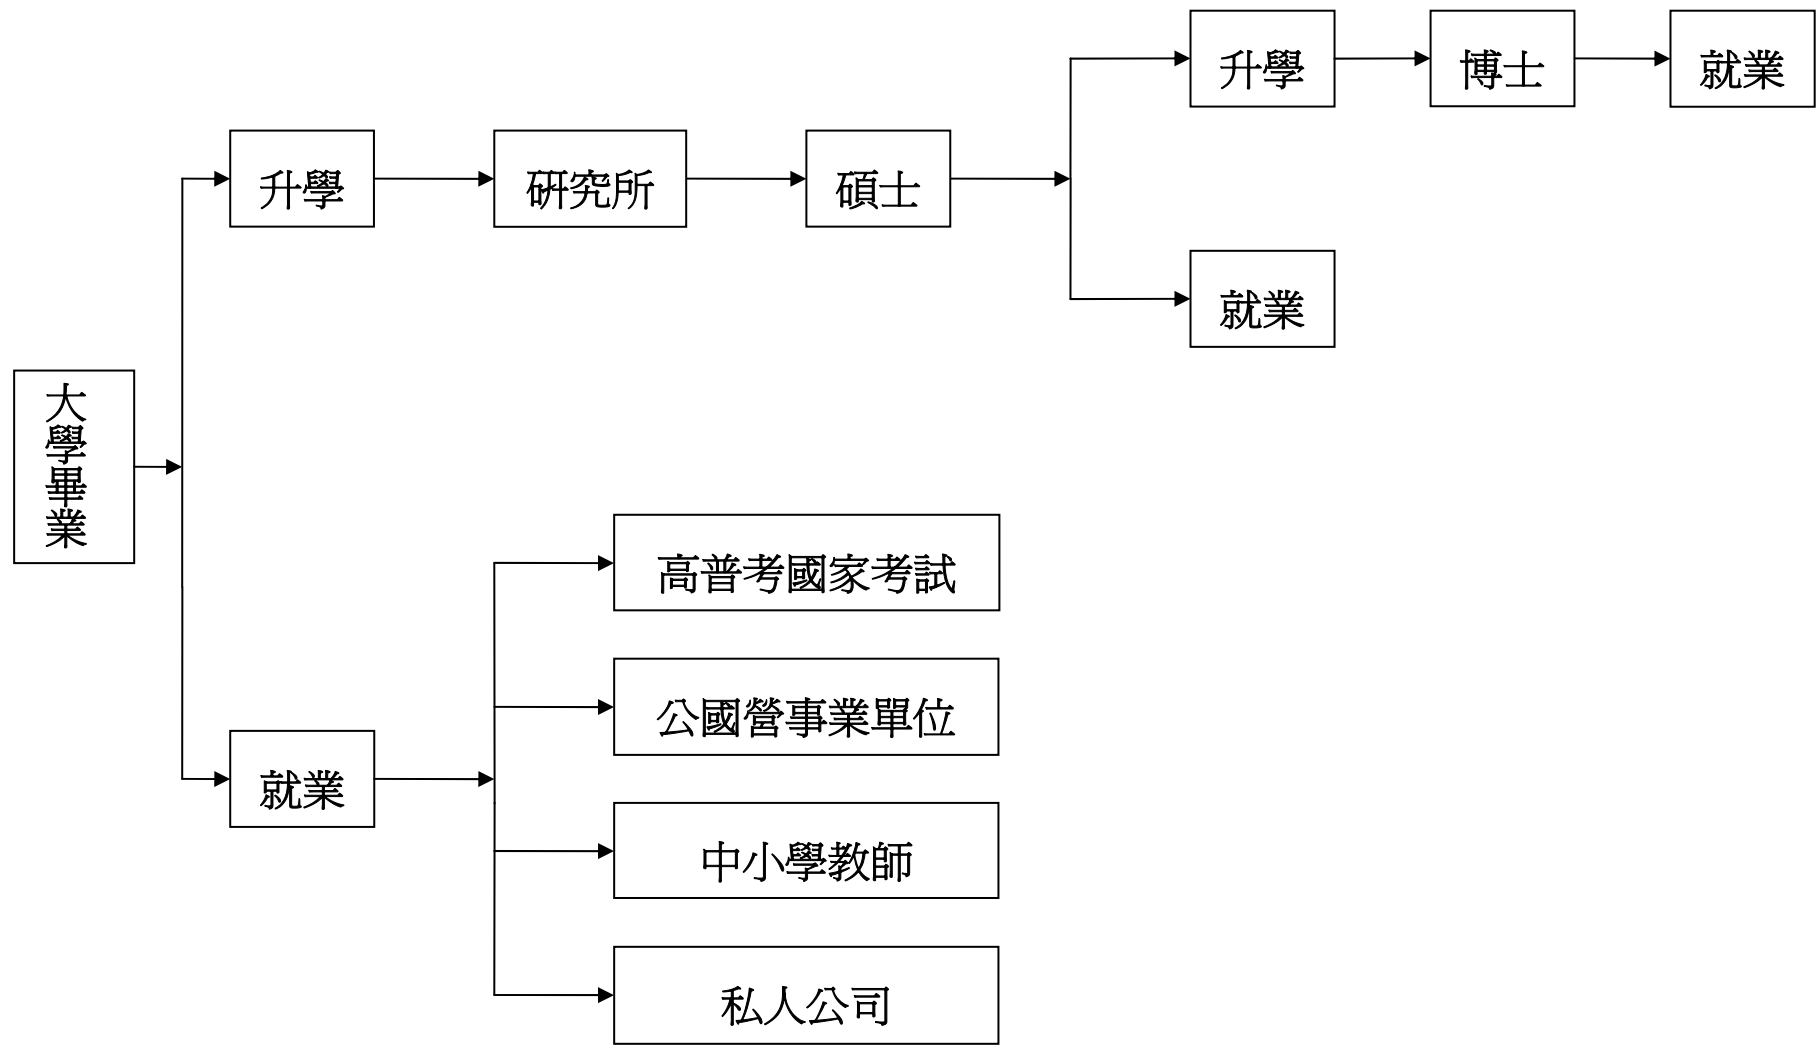 升學
博士
就業
升學
研究所
碩士
就業
大學畢業
高普考國家考試
公國營事業單位
就業
中小學教師
私人公司